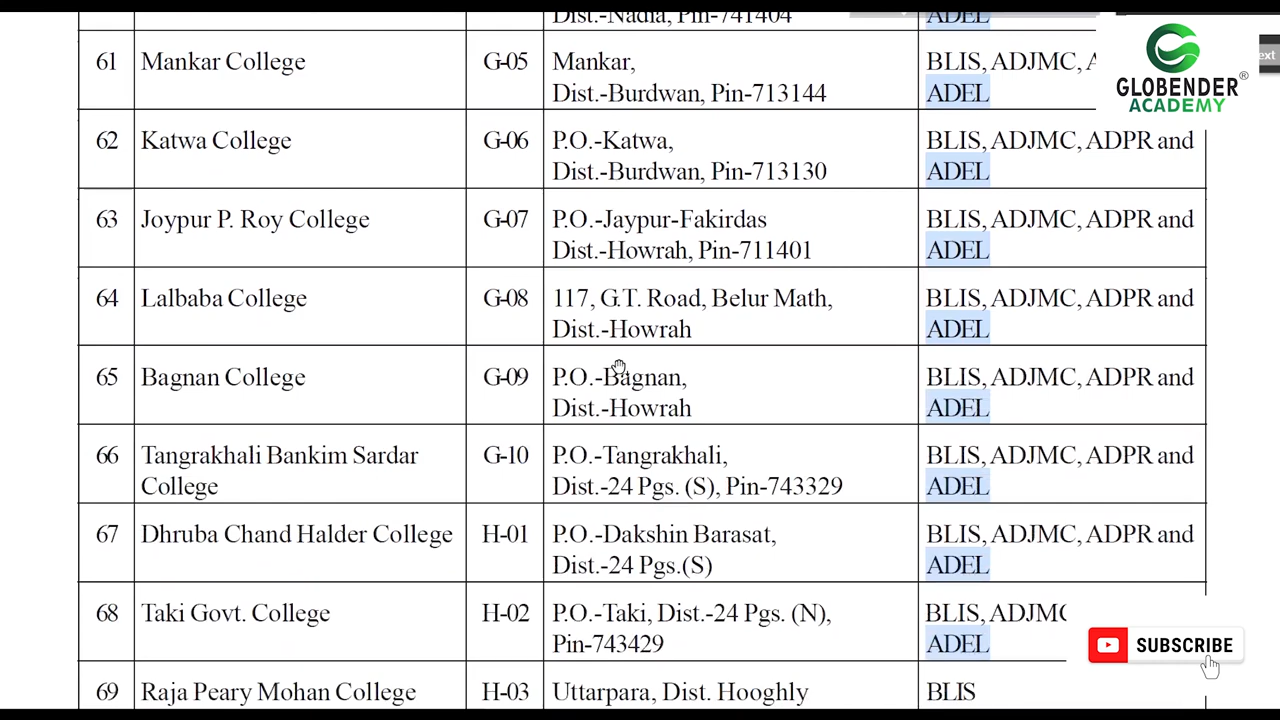 Dist.-Nadia, Pin-741404 ADEL
61 Mankar College G-05 Mankar, BLIS, ADJMC, A
Dist.-Burdwan, Pin-713144 ADEL
62 Katwa College G-06 P.O.-Katwa, BLIS, ADJMC, ADPR and
Dist.-Burdwan, Pin-713130 ADEL
63 Joypur P. Roy College G-07 P.O.-Jaypur-Fakirdas BLIS, ADJMC, ADPR and
Dist.-Howrah, Pin-711401 ADEL
64 Lalbaba College G-08 117, G.T. Road, Belur Math, BLIS, ADJMC, ADPR and
Dist.-Howrah ADEL
65 Bagnan College G-09 P.O.-Bagnan, BLIS, ADJMC, ADPR and
Dist.-Howrah ADEL
66 Tangrakhali Bankim Sardar G-10 P.O.-Tangrakhali, BLIS, ADJMC, ADPR and
College Dist.-24 Pgs. (S), Pin-743329 ADEL
67 Dhruba Chand Halder College H-01 P.O.-Dakshin Barasat, BLIS, ADJMC, ADPR and
Dist.-24 Pgs.(S) ADEL
68 Taki Govt. College H-02 P.O.-Taki, Dist.-24 Pgs. (N), BLIS, ADJMC
Pin-743429 ADEL
69 Raja Peary Mohan College H-03 Uttarpara, Dist. Hooghly BLIS
GLOBENDER®
ACADEMY
ext
SUBSCRIBE